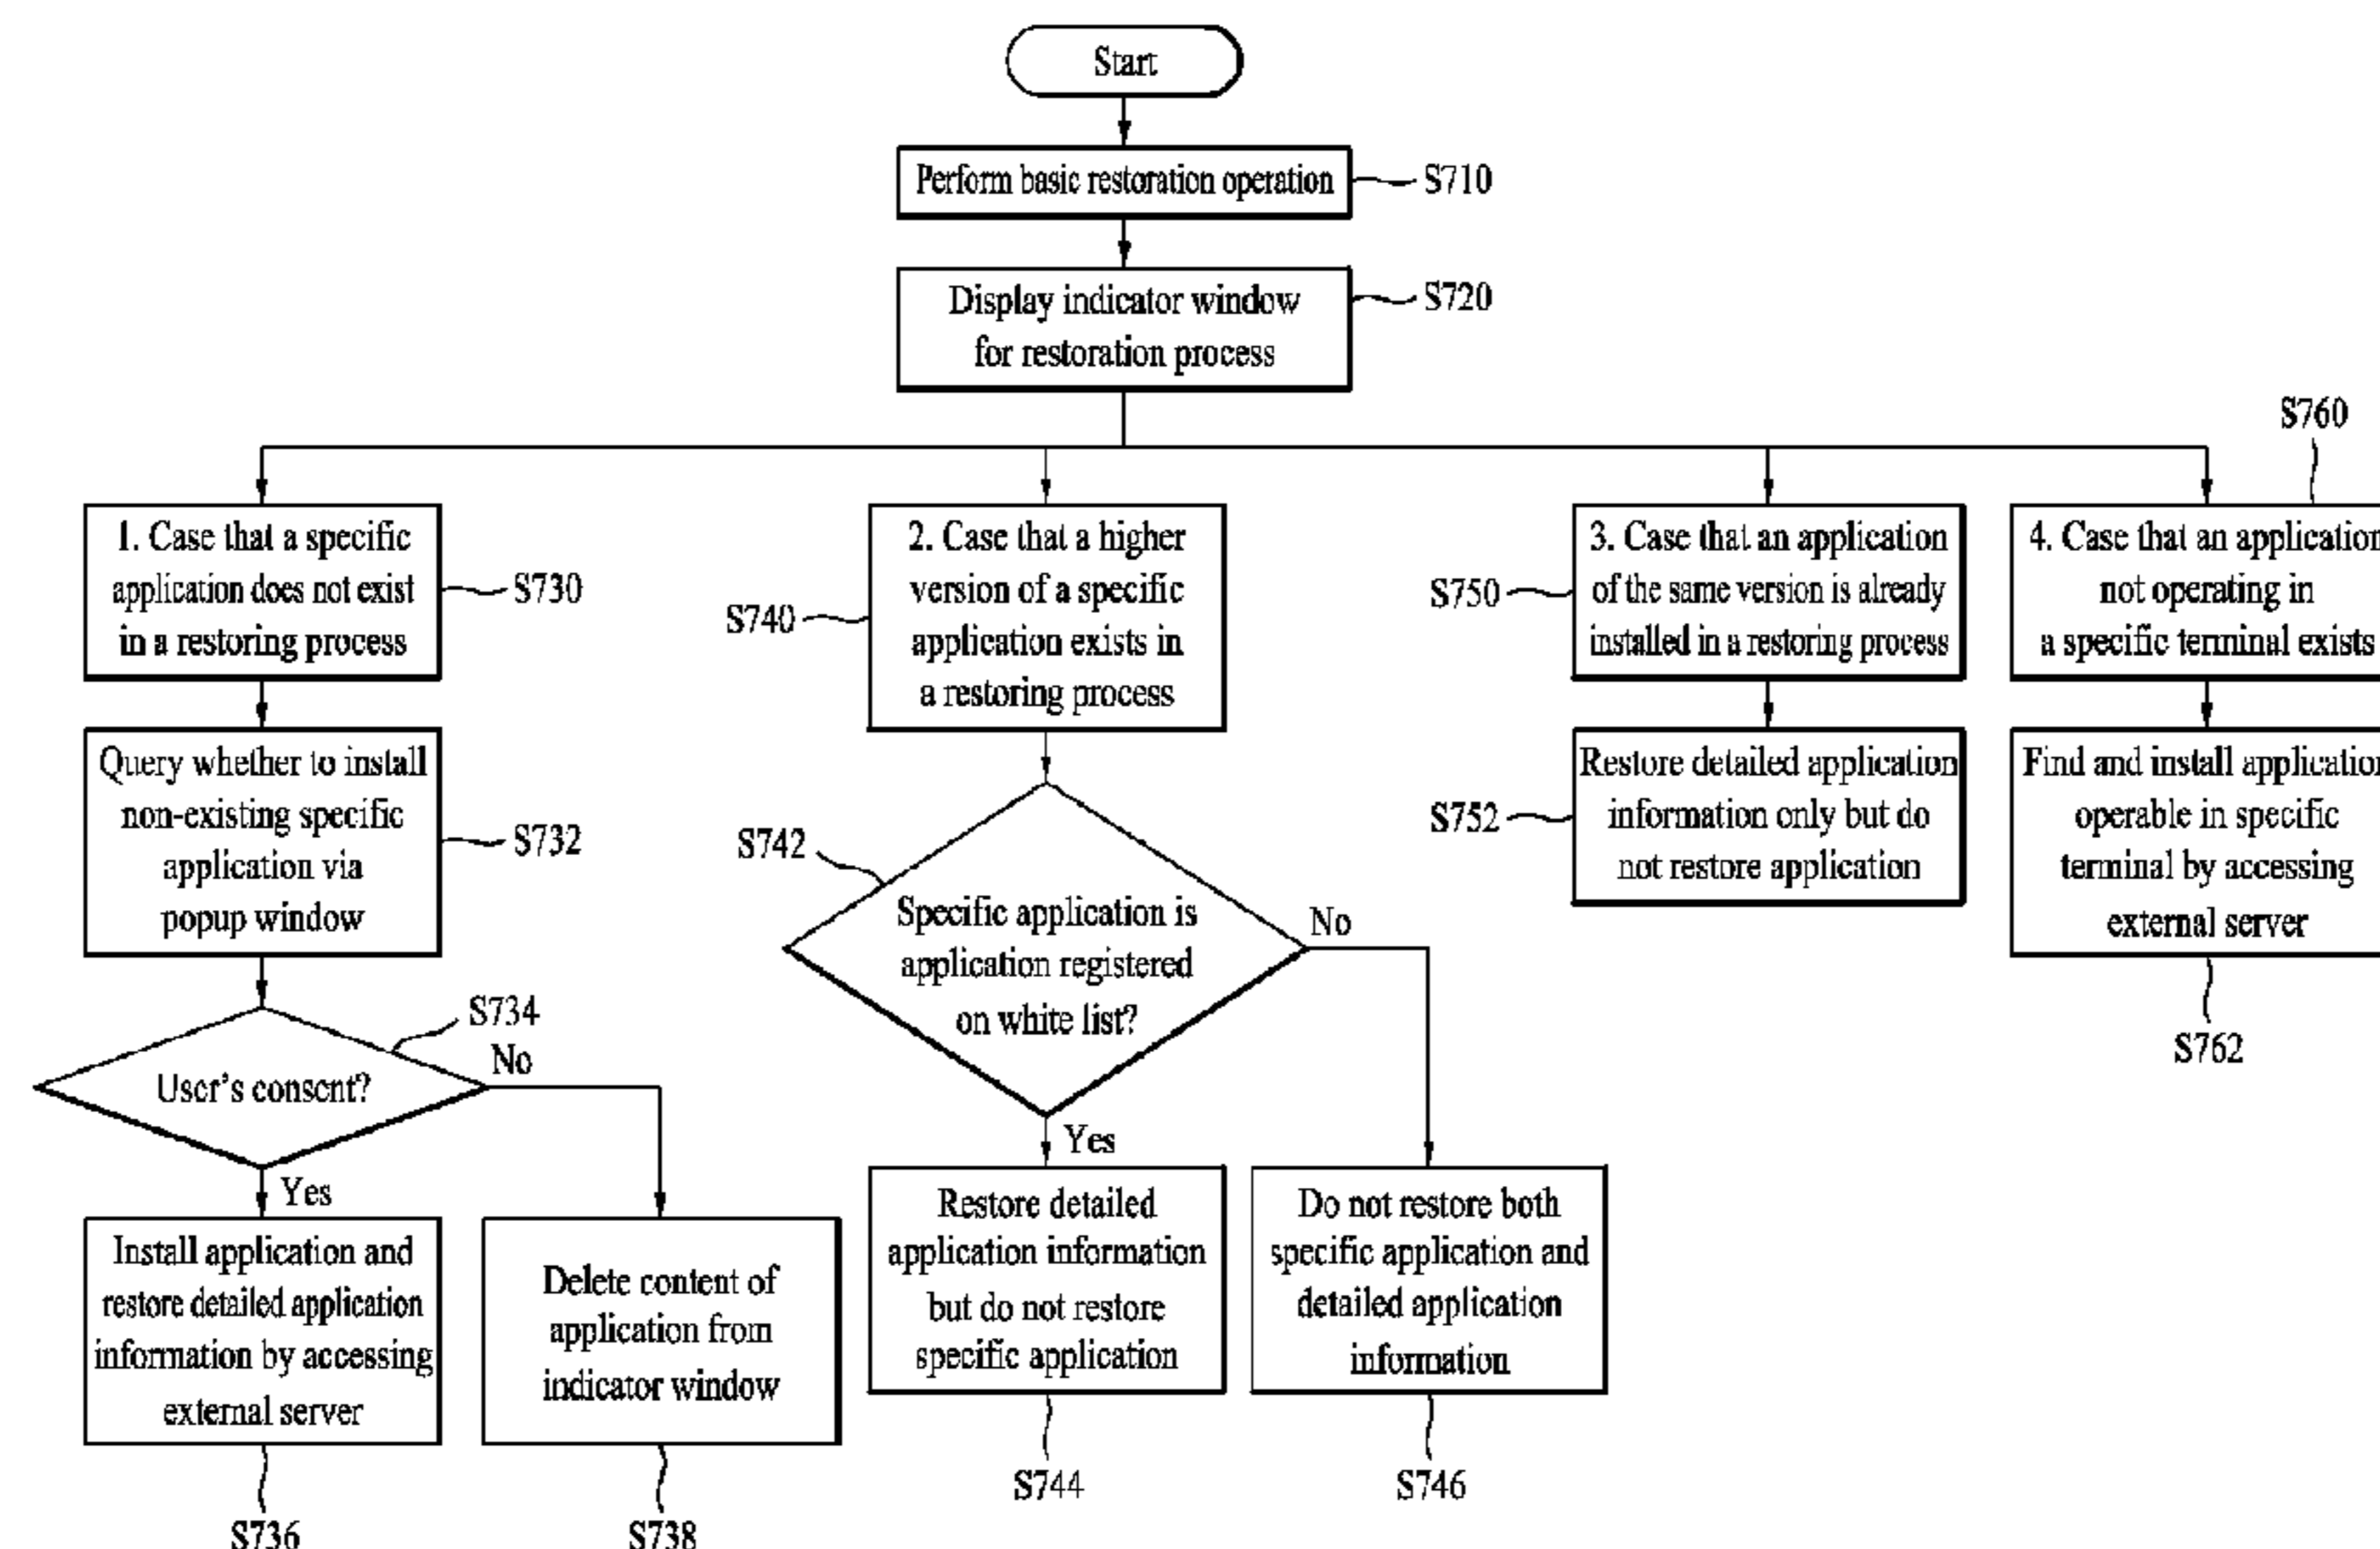 Start
Perform basic restoration operation
S710
Display indicator window
for restoration process
S720
1. Case that a specific
application does not exist
in a restoring process
S730
2. Case that a higher
version of a specific
application exists in
a restoring process
S740
3. Case that an application
of the same version is already
installed in a restoring process
S750
4. Case that an application
not operating in
a specific terminal exists
S760
Query whether to install
non-existing specific
application via
popup window
S732
S742
Specific application is
application registered
on white list?
No
Yes
Restore detailed application
information only but do
not restore application
S752
Find and install application
operable in specific
terminal by accessing
external server
S762
S734
User's consent?
No
Yes
Install application and
restore detailed application
information by accessing
external server
S736
Delete content of
application from
indicator window
S738
Restore detailed
application information
but do not restore
specific application
S744
Do not restore both
specific application and
detailed application
information
S746